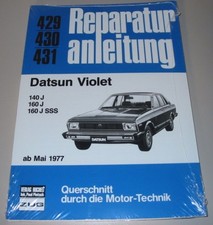 429
430
431
Reparatur
anleitung
Datsun Violet
140 J
160 J
160 J SSS
ab Mai 1977
Querschnitt
durch die Motor-Technik